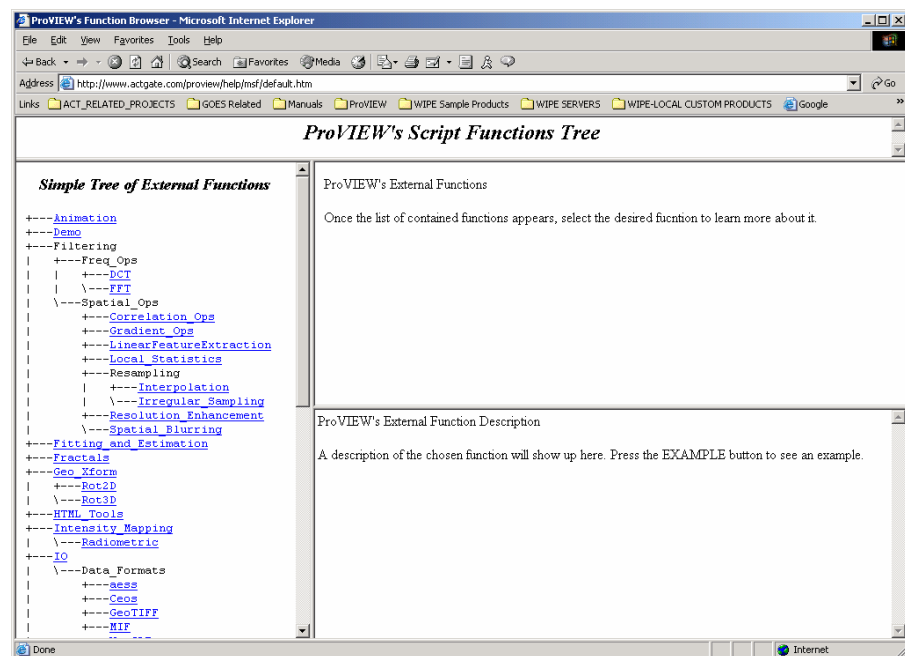 ProVIEW's Function Browser - Microsoft Internet Explorer
File Edit View Favorites Tools Help
Back Search Favorites Media
Address http://www.actgate.com/proview/help/msf/default.htm Go
Links ACT_RELATED_PROJECTS GOES Related Manuals ProVIEW WIPE Sample Products WIPE SERVERS WIPE-LOCAL CUSTOM PRODUCTS Google »
ProVIEW's Script Functions Tree
Simple Tree of External Functions
+---Animation
+---Demo
+---Filtering
| +---Freq_Ops
| | +---DCT
| | \---FFT
| \---Spatial_Ops
| +---Correlation_Ops
| +---Gradient_Ops
| +---LinearFeatureExtraction
| +---Local_Statistics
| +---Resampling
| | +---Interpolation
| | \---Irregular_Sampling
| +---Resolution_Enhancement
| \---Spatial_Blurring
+---Fitting_and_Estimation
+---Fractals
+---Geo_Xform
| +---Rot2D
| \---Rot3D
+---HTML_Tools
+---Intensity_Mapping
| \---Radiometric
+---IO
| \---Data_Formats
| +---aess
| +---Ceos
| +---GeoTIFF
| +---MIF
ProVIEW's External Functions
Once the list of contained functions appears, select the desired fucntion to learn more about it.
ProVIEW's External Function Description
A description of the chosen function will show up here. Press the EXAMPLE button to see an example.
Done Internet